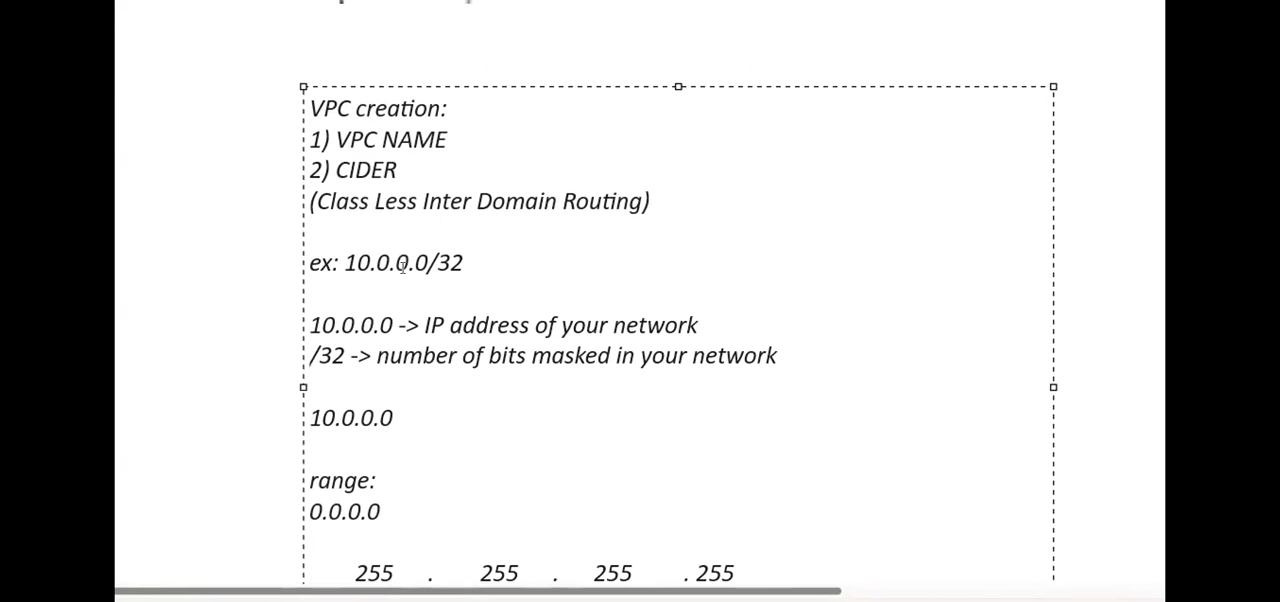 VPC creation:
1) VPC NAME
2) CIDER
(Class Less Inter Domain Routing)
ex: 10.0.0.0/32
10.0.0.0 -> IP address of your network
/32 -> number of bits masked in your network
10.0.0.0
range:
0.0.0.0
255 . 255 . 255 . 255